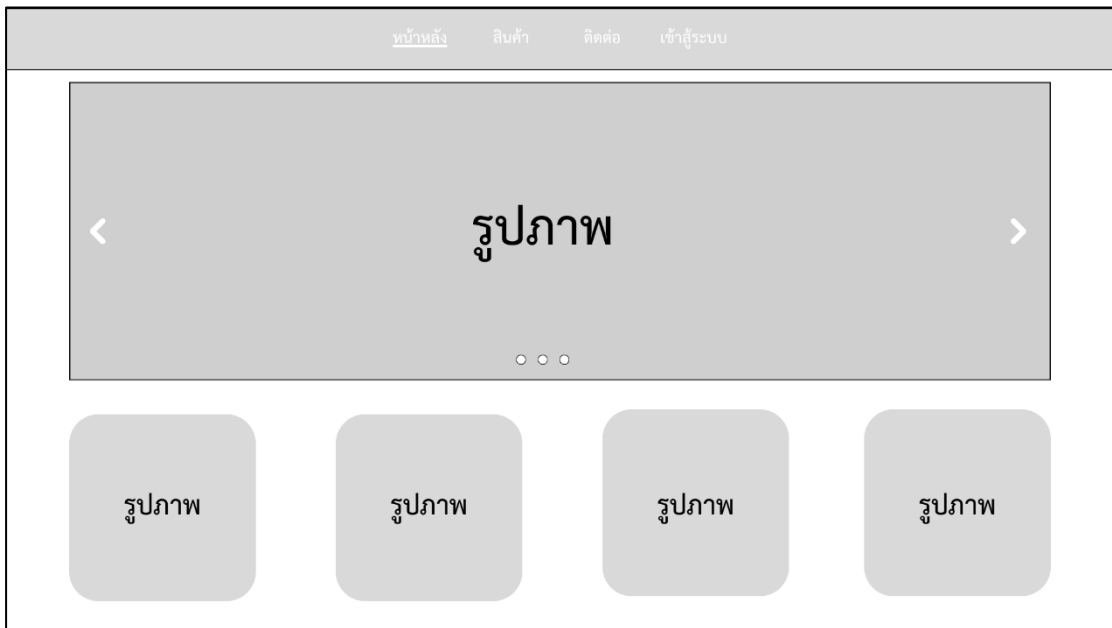 หน้าหลัง สินค้า ติดต่อ เข้าสู้ระบบ
รูปภาพ
รูปภาพ รูปภาพ รูปภาพ รูปภาพ